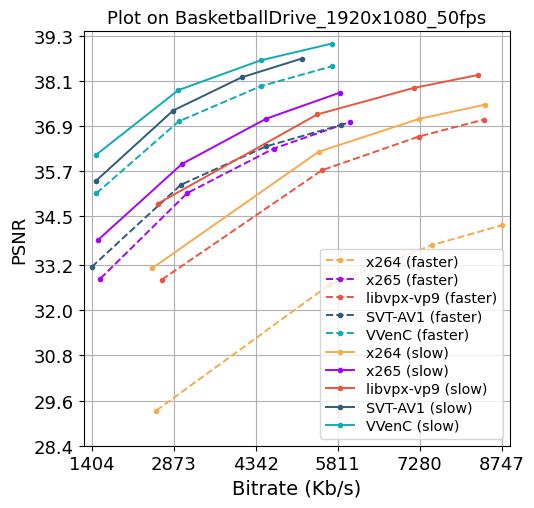 Plot on BasketballDrive_1920x1080_50fps
PSNR
39.3
38.1
36.9
35.7
34.5
33.2
32.0
30.8
29.6
28.4
x264 (faster)
x265 (faster)
libvpx-vp9 (faster)
SVT-AV1 (faster)
VVenC (faster)
x264 (slow)
x265 (slow)
libvpx-vp9 (slow)
SVT-AV1 (slow)
VVenC (slow)
1404 2873 4342 5811 7280 8747
Bitrate (Kb/s)